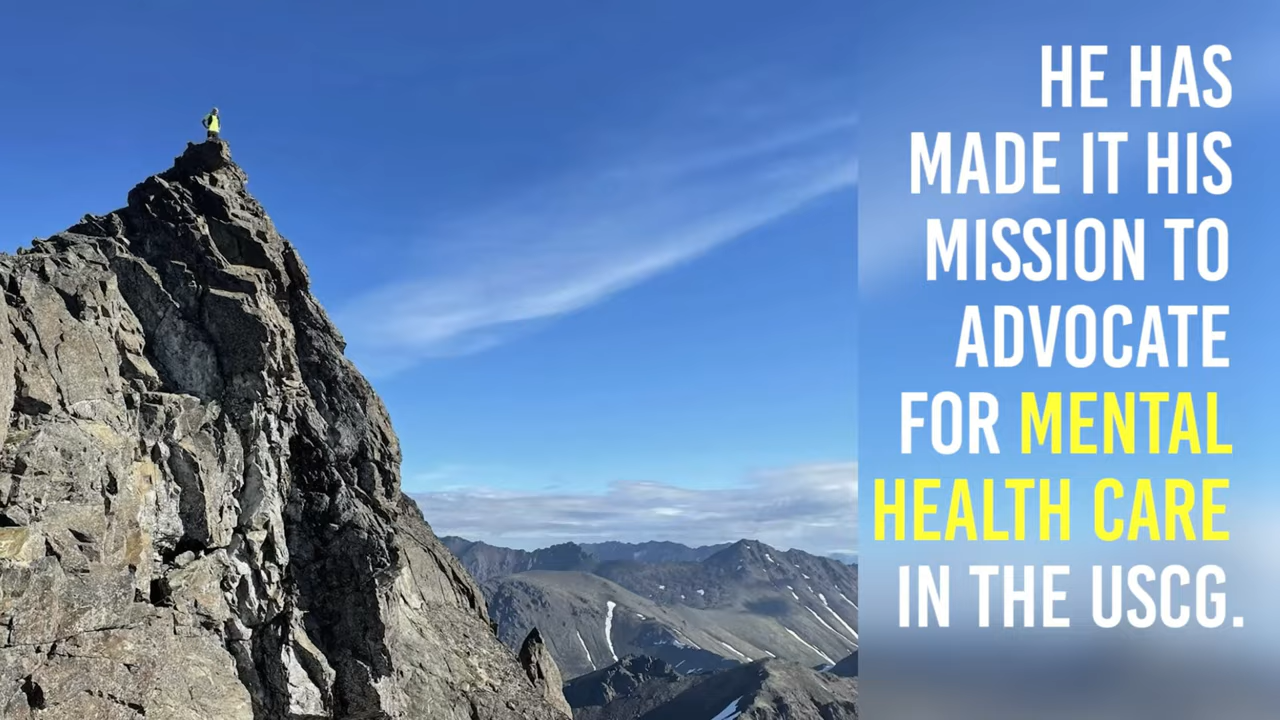 HE HAS
MADE IT HIS
MISSION TO
ADVOCATE
FOR MENTAL
HEALTH CARE
IN THE USCG.